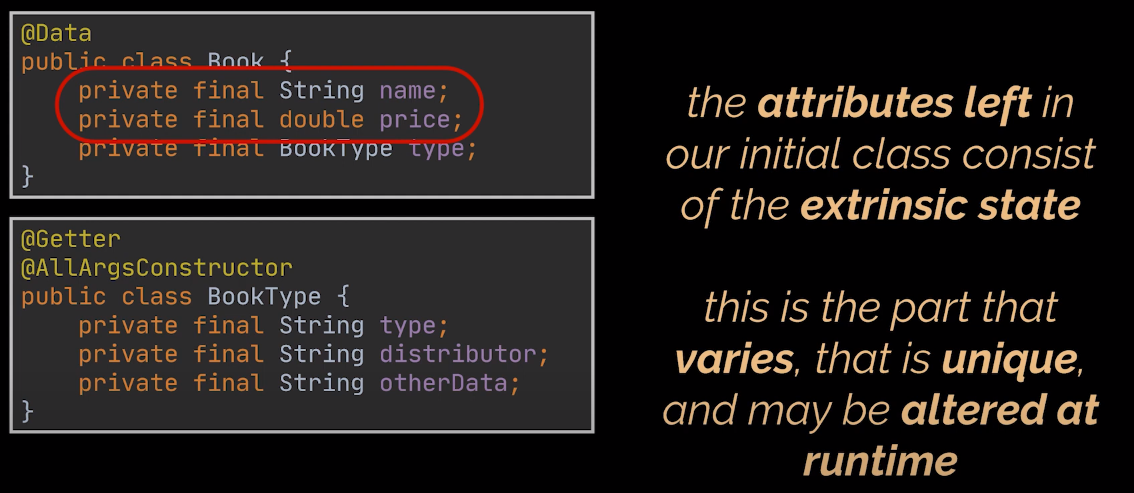 @Data
public class Book {
private final String name;
private final double price;
private final BookType type;
}
@Getter
@AllArgsConstructor
public class BookType {
private final String type;
private final String distributor;
private final String otherData;
}
the attributes left in
our initial class consist
of the extrinsic state
this is the part that
varies, that is unique,
and may be altered at
runtime